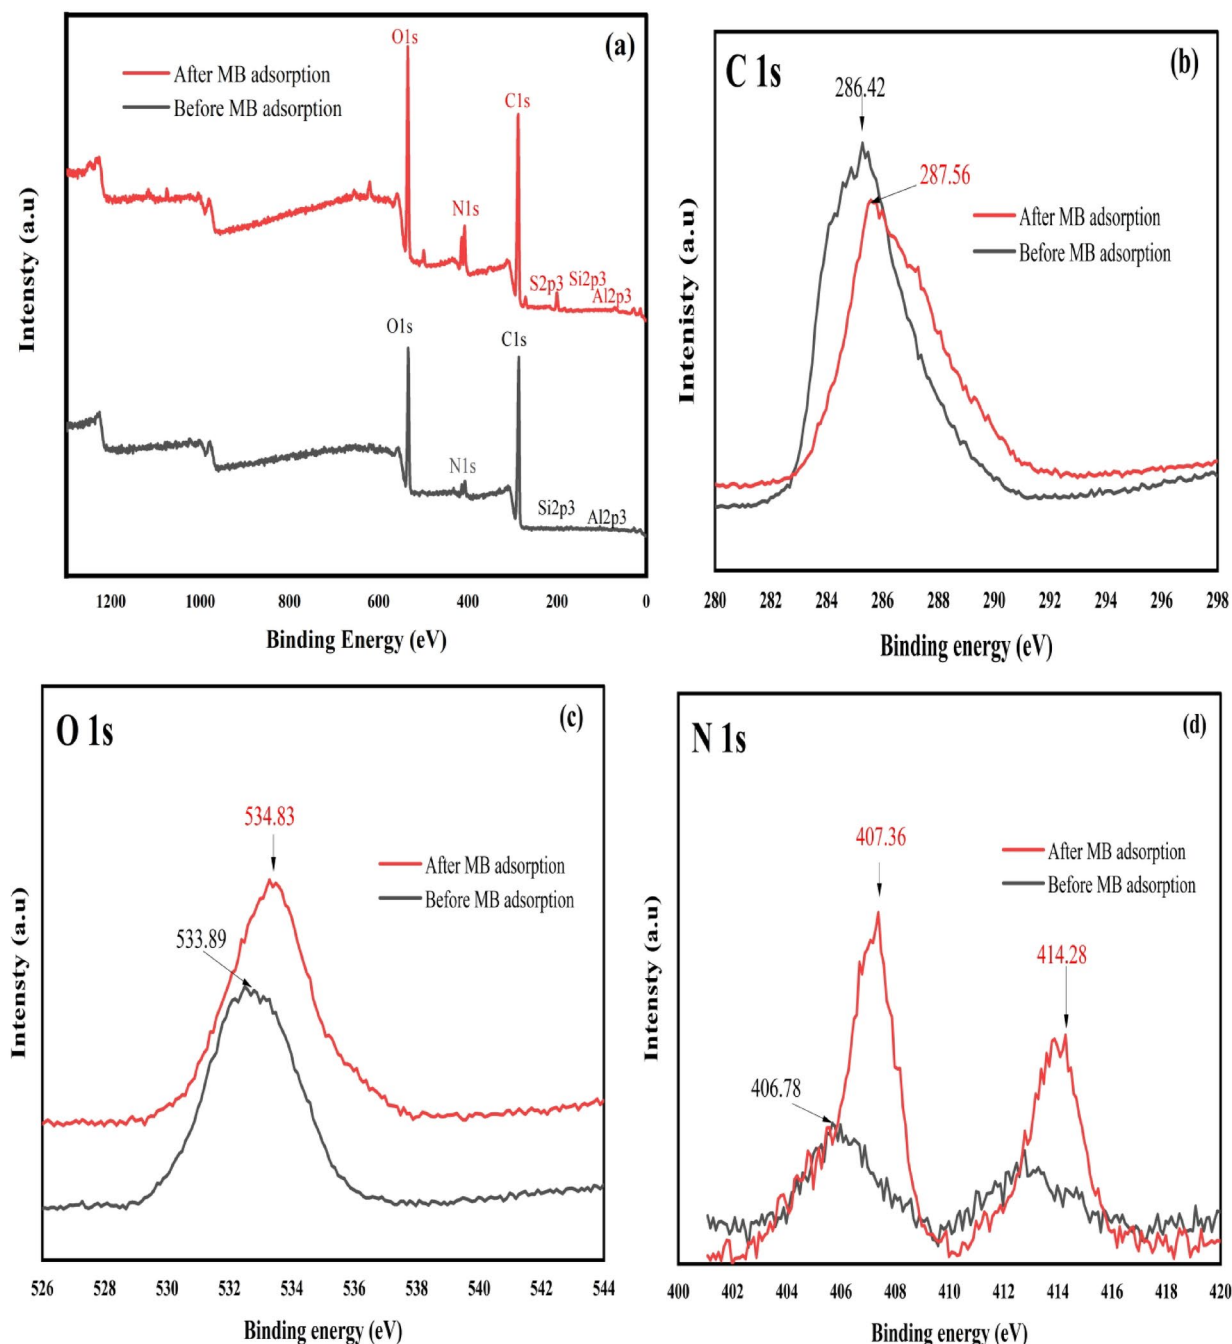 (a)
O1s
After MB adsorption
Before MB adsorption
C1s
N1s
S2p3
Si2p3
Al2p3
O1s
C1s
N1s
Si2p3
Al2p3
Intensty (a.u)
1200 1000 800 600 400 200 0
Binding Energy (eV)
C 1s
(b)
286.42
287.56
After MB adsorption
Before MB adsorption
Intenisty (a.u)
280 282 284 286 288 290 292 294 296 298
Binding energy (eV)
O 1s
(c)
534.83
After MB adsorption
Before MB adsorption
533.89
Intensty (a.u)
526 528 530 532 534 536 538 540 542 544
Binding energy (eV)
N 1s
(d)
407.36
After MB adsorption
Before MB adsorption
414.28
406.78
Intensty (a.u)
400 402 404 406 408 410 412 414 416 418 420
Binding energy (eV)